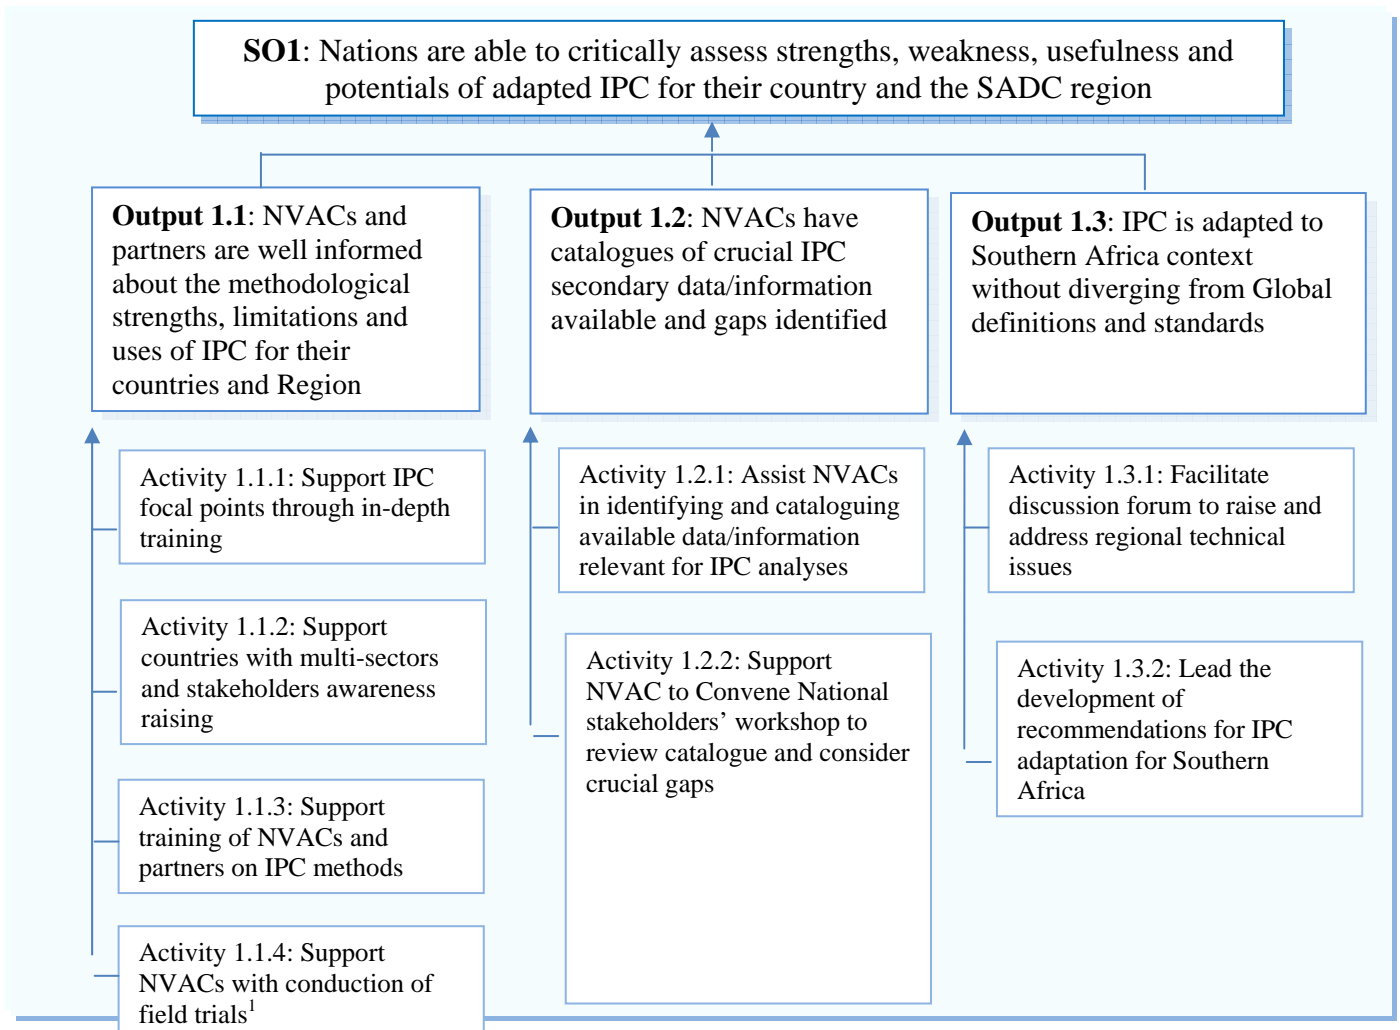 SO1: Nations are able to critically assess strengths, weakness, usefulness and
potentials of adapted IPC for their country and the SADC region
Output 1.1: NVACs and
partners are well informed
about the methodological
strengths, limitations and
uses of IPC for their
countries and Region
Activity 1.1.1: Support IPC
focal points through in-depth
training
Activity 1.1.2: Support
countries with multi-sectors
and stakeholders awareness
raising
Activity 1.1.3: Support
training of NVACs and
partners on IPC methods
Activity 1.1.4: Support
NVACs with conduction of
field trials¹
Output 1.2: NVACs have
catalogues of crucial IPC
secondary data/information
available and gaps identified
Activity 1.2.1: Assist NVACs
in identifying and cataloguing
available data/information
relevant for IPC analyses
Activity 1.2.2: Support
NVAC to Convene National
stakeholders’ workshop to
review catalogue and consider
crucial gaps
Output 1.3: IPC is adapted to
Southern Africa context
without diverging from Global
definitions and standards
Activity 1.3.1: Facilitate
discussion forum to raise and
address regional technical
issues
Activity 1.3.2: Lead the
development of
recommendations for IPC
adaptation for Southern
Africa